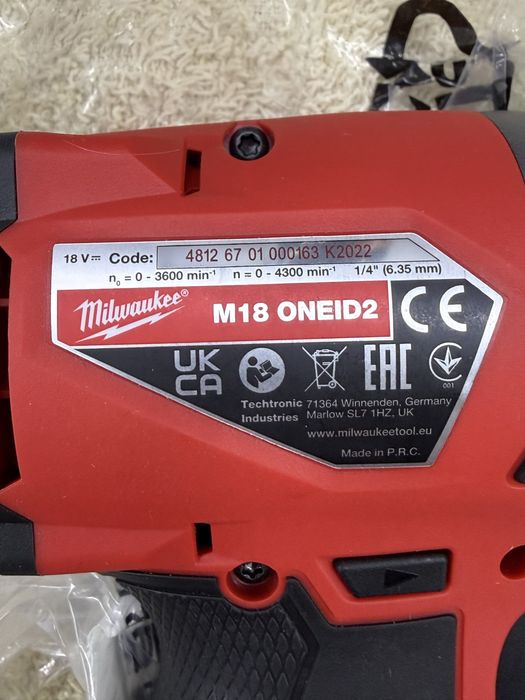 18 V⎓ Code: 4812 67 01 000163 K2022
n₀ = 0 - 3600 min⁻¹ n = 0 - 4300 min⁻¹ 1/4" (6.35 mm)
Milwaukee®
M18 ONEID2
CE
UK
CA
EAC
001
Techtronic 71364 Winnenden, Germany
Industries Marlow SL7 1HZ, UK
www.milwaukeetool.eu
Made in P.R.C.